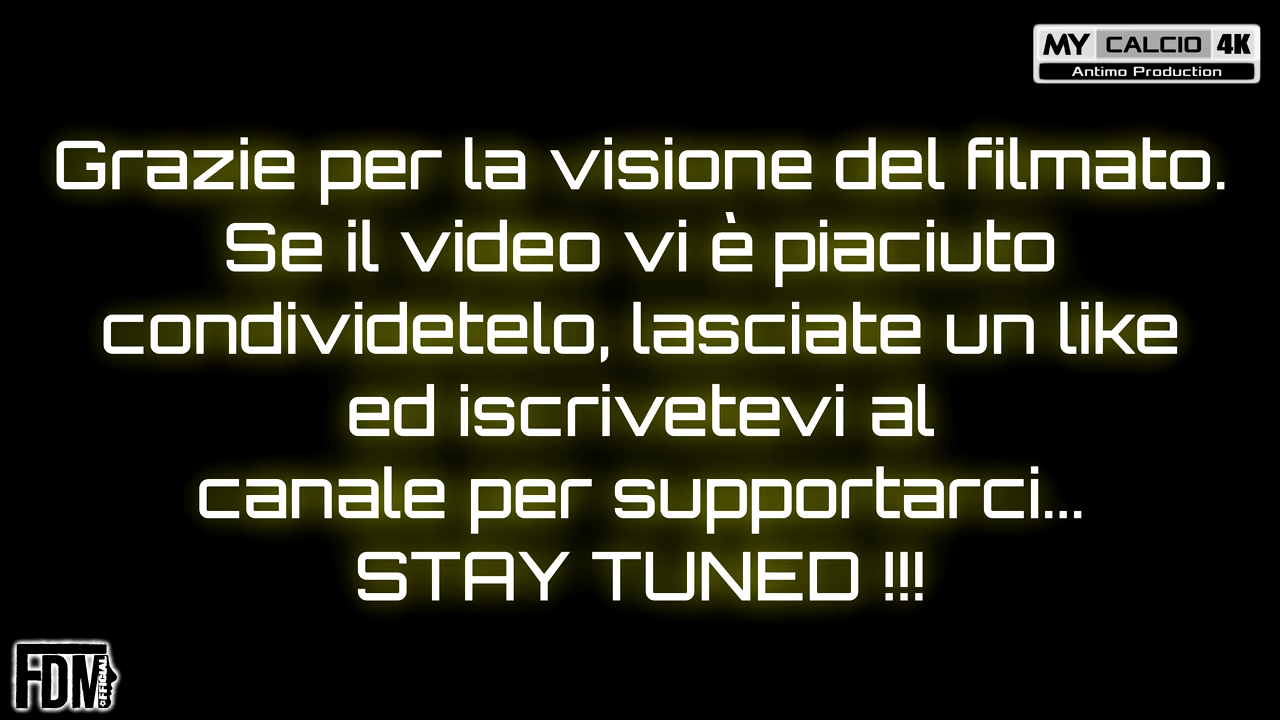 MY CALCIO 4K
Antimo Production
Grazie per la visione del filmato.
Se il video vi è piaciuto
condividetelo, lasciate un like
ed iscrivetevi al
canale per supportarci...
STAY TUNED !!!
FDM OFFICIAL